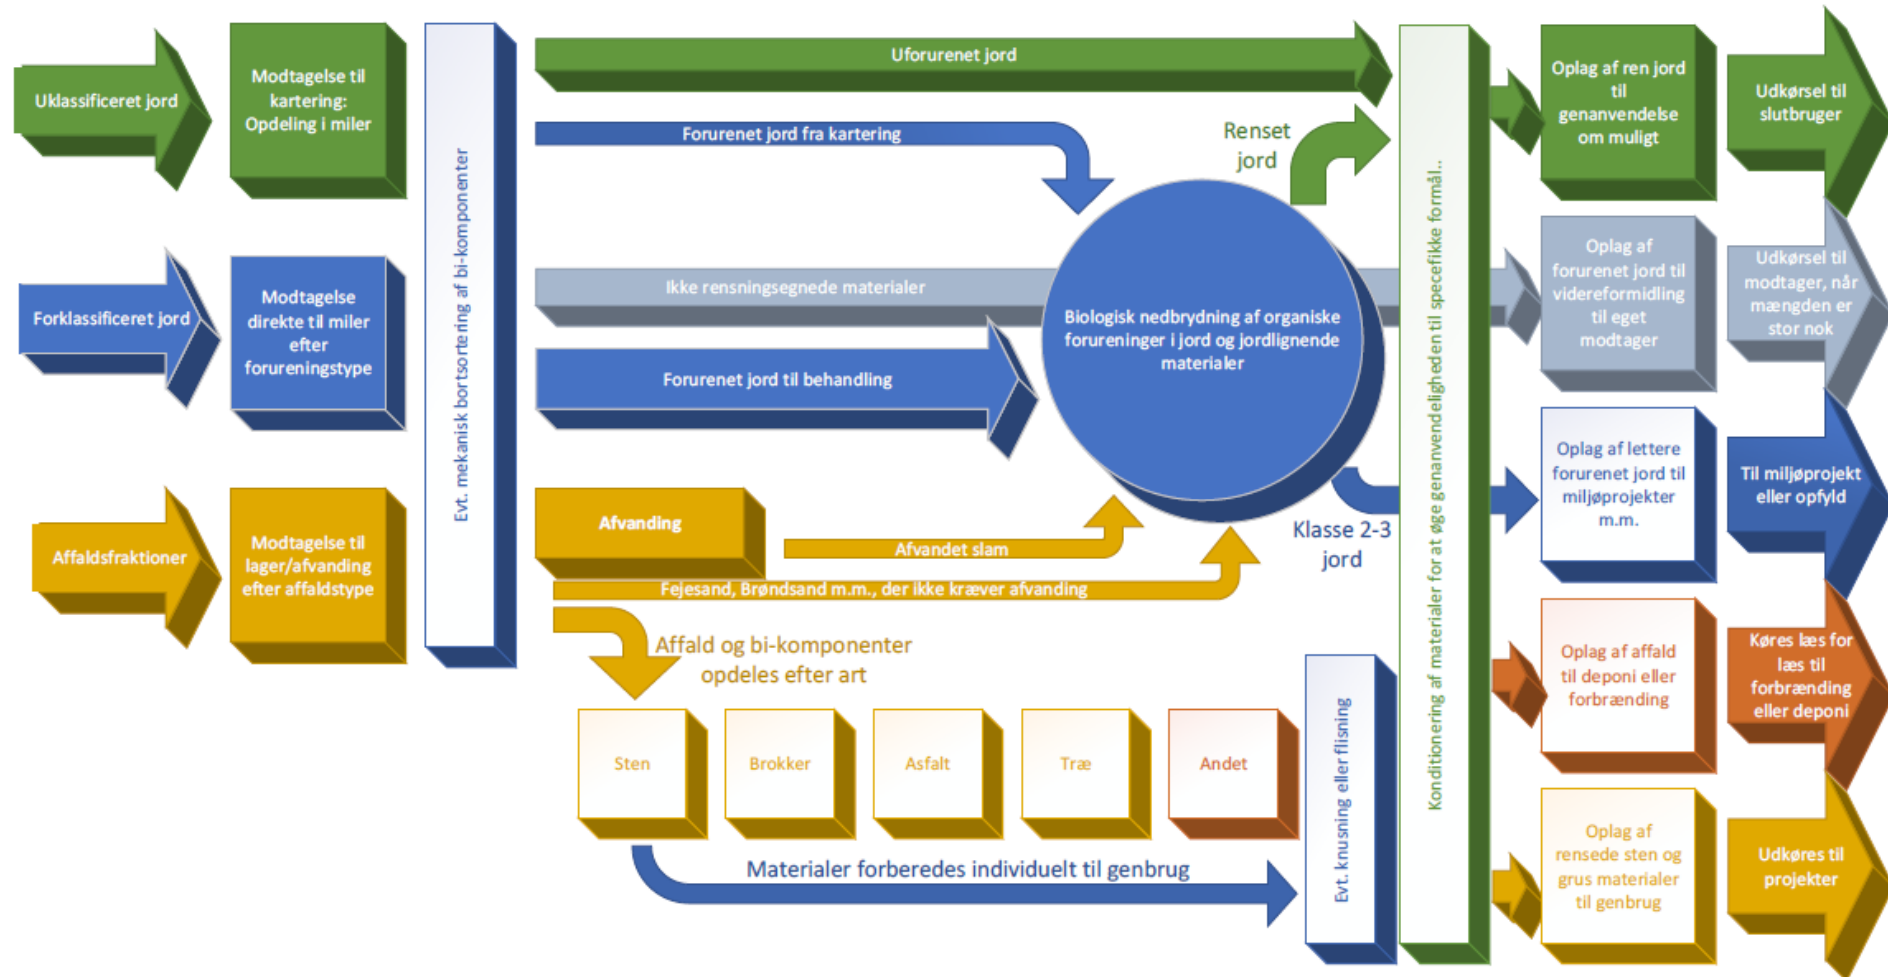 Uklassificeret jord
Modtagelse til
kartering:
Opdeling i miler
Forklassificeret jord
Modtagelse
direkte til miler
efter
forureningstype
Affaldsfraktioner
Modtagelse til
lager/afvanding
efter affaldstype
Evt. mekanisk bortsortering af bi-komponenter
Uforurenet jord
Forurenet jord fra kartering
Renset
jord
Ikke rensningsegnede materialer
Forurenet jord til behandling
Biologisk nedbrydning af organiske
forureninger i jord og jordlignende
materialer
Afvanding
Afvandet slam
Fejesand, Brøndsand m.m., der ikke kræver afvanding
Klasse 2-3
jord
Affald og bi-komponenter
opdeles efter art
Sten
Brokker
Asfalt
Træ
Andet
Materialer forberedes individuelt til genbrug
Evt. knusning eller flisning
Konditionering af materialer for at øge genanvendeligheden til specefikke formål..
Oplag af ren jord
til
genanvendelse
om muligt
Udkørsel til
slutbruger
Oplag af
forurenet jord til
videreformidling
til eget
modtager
Udkørsel til
modtager, når
mængden er
stor nok
Oplag af lettere
forurenet jord til
miljøprojekter
m.m.
Til miljøprojekt
eller opfyld
Oplag af affald
til deponi eller
forbrænding
Køres læs for
læs til
forbrænding
eller deponi
Oplag af
rensede sten og
grus materialer
til genbrug
Udkøres til
projekter